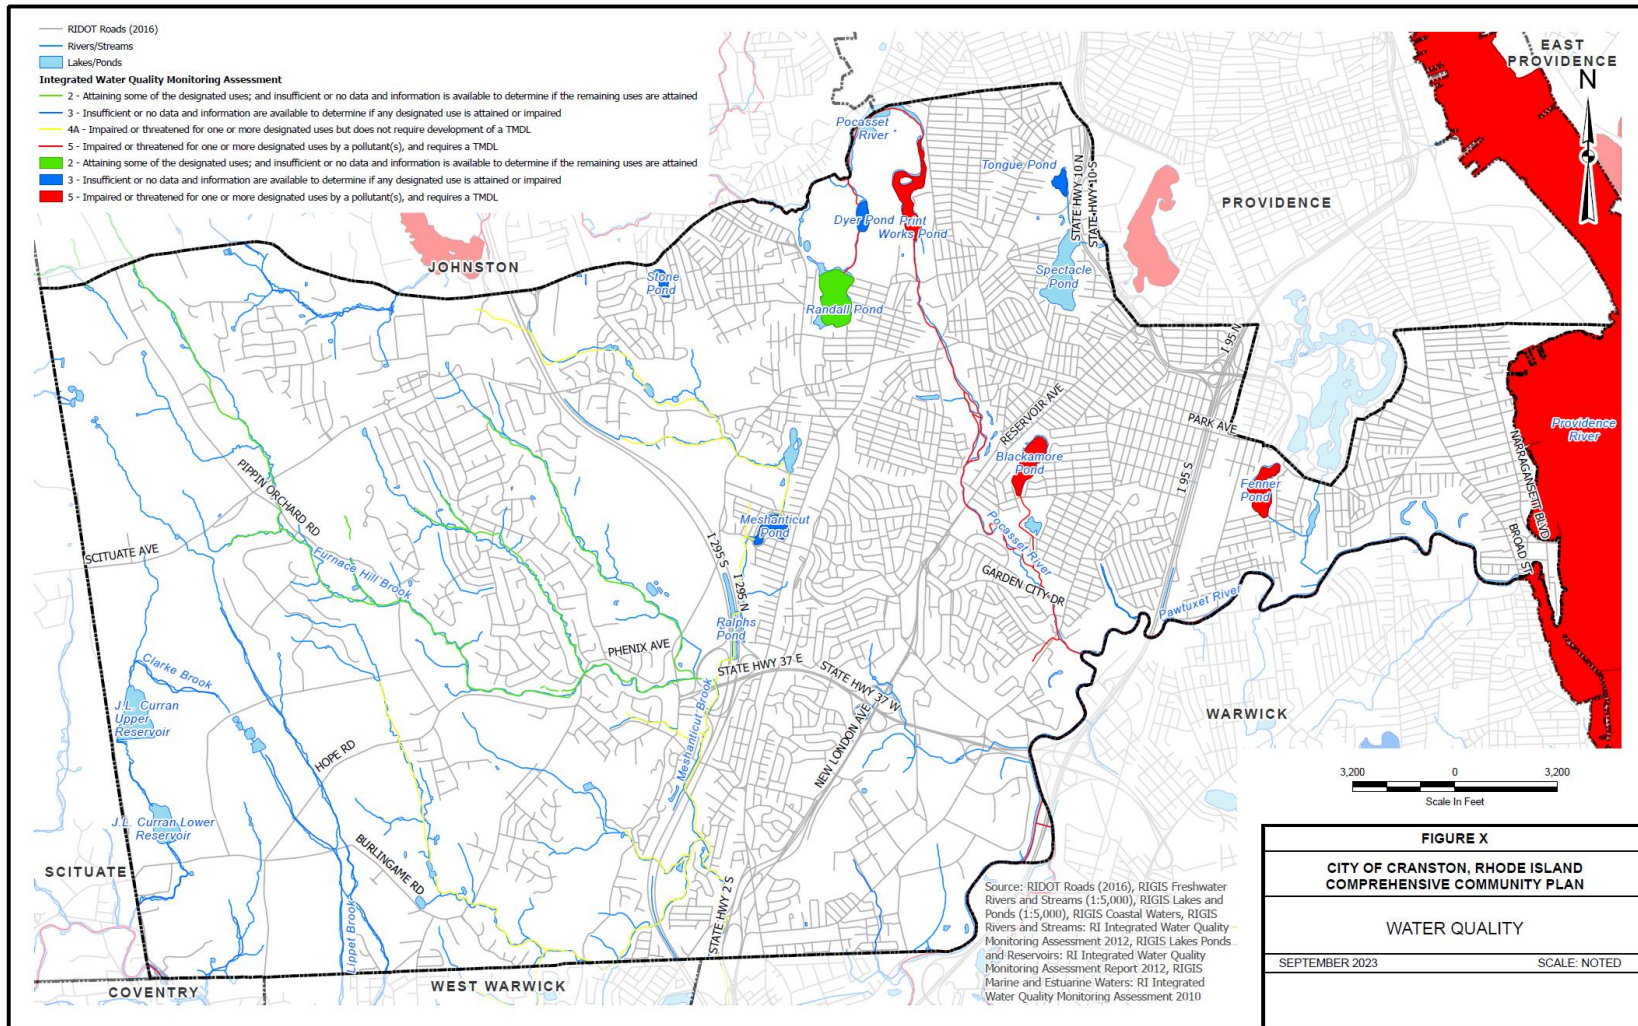 RIDOT Roads (2016)
Rivers/Streams
Lakes/Ponds
Integrated Water Quality Monitoring Assessment
2 - Attaining some of the designated uses; and insufficient or no data and information is available to determine if the remaining uses are attained
3 - Insufficient or no data and information are available to determine if any designated use is attained or impaired
4A - Impaired or threatened for one or more designated uses but does not require development of a TMDL
5 - Impaired or threatened for one or more designated uses by a pollutant(s), and requires a TMDL
2 - Attaining some of the designated uses; and insufficient or no data and information is available to determine if the remaining uses are attained
3 - Insufficient or no data and information are available to determine if any designated use is attained or impaired
5 - Impaired or threatened for one or more designated uses by a pollutant(s), and requires a TMDL
EAST
PROVIDENCE
N
Pocasset
River
Tongue Pond
STATE HWY 10 N
STATE HWY 10 S
PROVIDENCE
Dyer Pond
Print
Works Pond
JOHNSTON
Stone
Pond
Spectacle
Pond
Randall Pond
I 95 N
RESERVOIR AVE
PARK AVE
Providence
River
NARRAGANSETT BLVD
Blackamore
Pond
I 95 S
Fenner
Pond
PIPPIN ORCHARD RD
Meshanticut
Pond
BROAD ST
SCITUATE AVE
Furnace Hill Brook
I 295 S
I 295 N
Pocasset River
GARDEN CITY DR
Pawtuxet River
Ralphs
Pond
PHENIX AVE
STATE HWY 37 E
STATE HWY 37 W
Clarke Brook
J.L. Curran
Upper
Reservoir
Meshanticut Brook
NEW LONDON AVE
WARWICK
HOPE RD
3,200
0
3,200
Scale In Feet
J.L. Curran Lower
Reservoir
BURLINGAME RD
SCITUATE
STATE HWY 2 S
Lippet Brook
COVENTRY
WEST WARWICK
Source: RIDOT Roads (2016), RIGIS Freshwater
Rivers and Streams (1:5,000), RIGIS Lakes and
Ponds (1:5,000), RIGIS Coastal Waters, RIGIS
Rivers and Streams: RI Integrated Water Quality
Monitoring Assessment 2012, RIGIS Lakes Ponds
and Reservoirs: RI Integrated Water Quality
Monitoring Assessment Report 2012, RIGIS
Marine and Estuarine Waters: RI Integrated
Water Quality Monitoring Assessment 2010
FIGURE X
CITY OF CRANSTON, RHODE ISLAND
COMPREHENSIVE COMMUNITY PLAN
WATER QUALITY
SEPTEMBER 2023
SCALE: NOTED